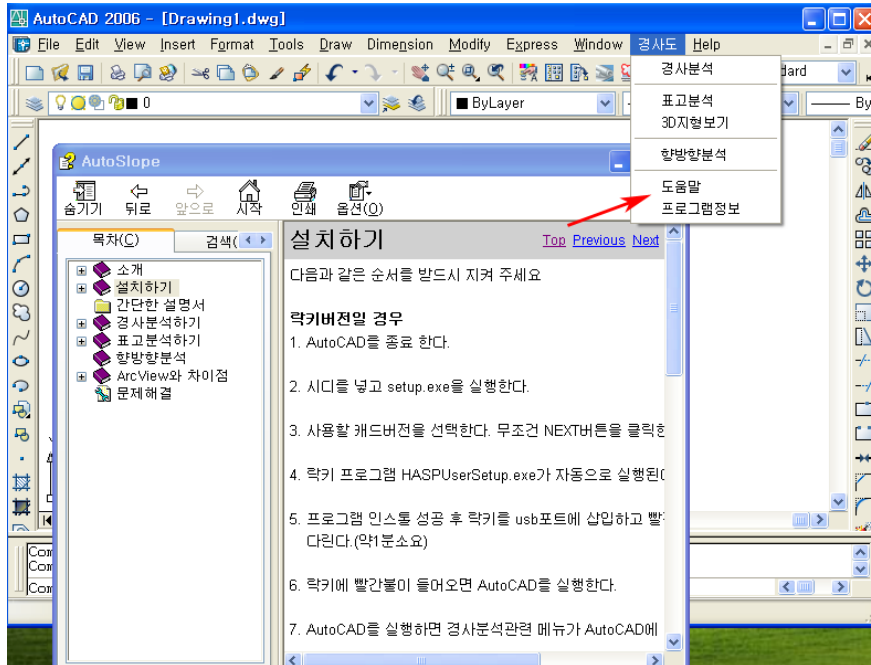 AutoCAD 2006 - [Drawing1.dwg]
File Edit View Insert Format Tools Draw Dimension Modify Express Window 경사도 Help
경사분석
표고분석
3D지형보기
향방향분석
도움말
프로그램정보
0
ByLayer
By
AutoSlope
숨기기 뒤로 앞으로 시작 인쇄 옵션(O)
목차(C) 검색(
소개
설치하기
간단한 설명서
경사분석하기
표고분석하기
향방향분석
ArcView와 차이점
문제해결
설치하기
Top Previous Next
다음과 같은 순서를 받드시 지켜 주세요
락키버전일 경우
1. AutoCAD를 종료 한다.
2. 시디를 넣고 setup.exe을 실행한다.
3. 사용할 캐드버전을 선택한다. 무조건 NEXT버튼을 클릭한
4. 락키 프로그램 HASPUserSetup.exe가 자동으로
5. 프로그램 인스톨 성공 후 락키를 usb포트에 삽입하고
다린다.(약1분소요)
6. 락키에 빨간불이 들어오면 AutoCAD를 실행한다.
7. AutoCAD를 실행하면 경사분석관련 메뉴가 AutoCAD에